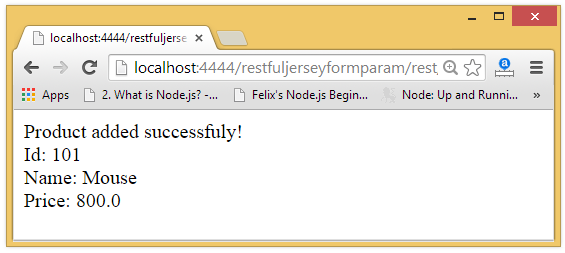 localhost:4444/restfuljerse
localhost:4444/restfuljerseyformparam/rest
Apps 2. What is Node.js? -... Felix's Node.js Begin... Node: Up and Runni... »
Product added successfuly!
Id: 101
Name: Mouse
Price: 800.0